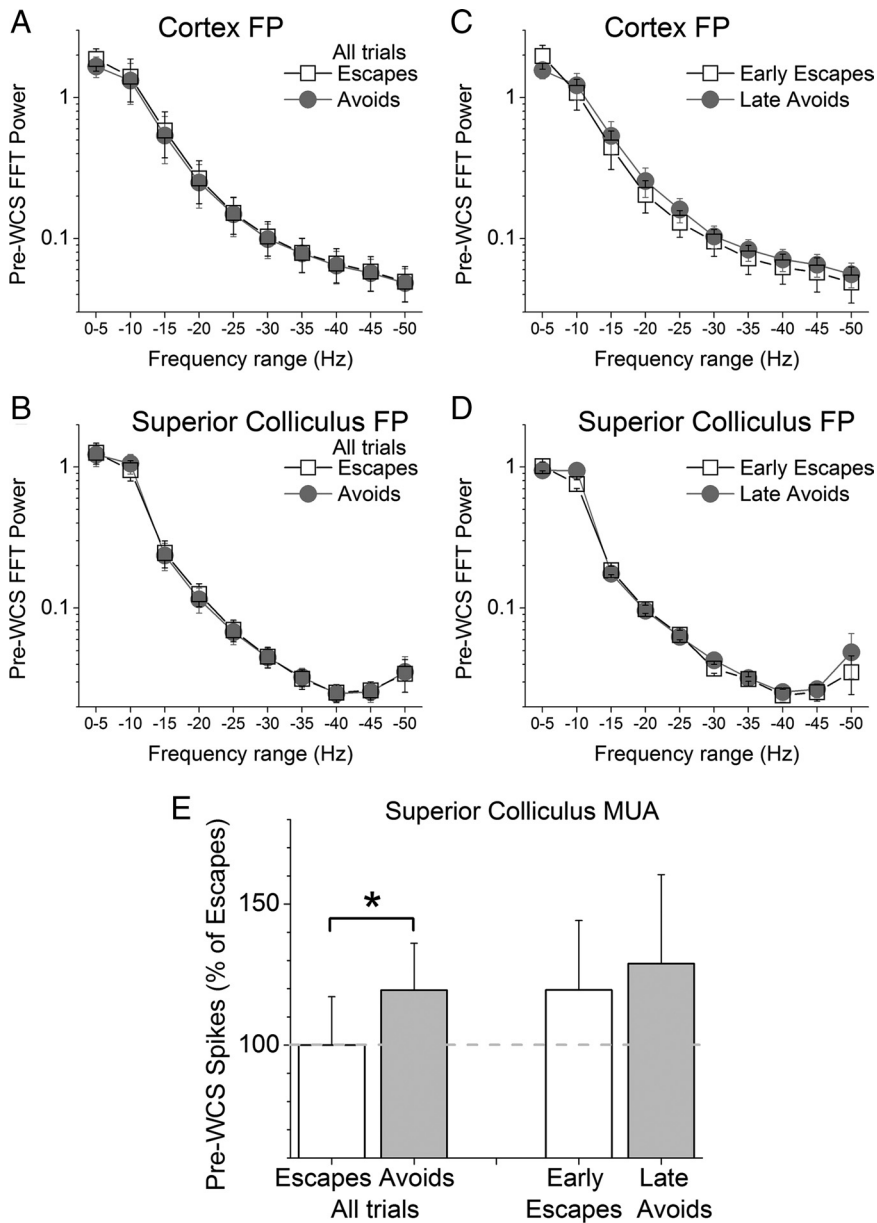 A
Cortex FP
All trials
Escapes
Avoids
Pre-WCS FFT Power
1
0.1
0-5 -10 -15 -20 -25 -30 -35 -40 -45 -50
Frequency range (Hz)
C
Cortex FP
Early Escapes
Late Avoids
Pre-WCS FFT Power
1
0.1
0-5 -10 -15 -20 -25 -30 -35 -40 -45 -50
Frequency range (Hz)
B
Superior Colliculus FP
All trials
Escapes
Avoids
Pre-WCS FFT Power
1
0.1
0-5 -10 -15 -20 -25 -30 -35 -40 -45 -50
Frequency range (Hz)
D
Superior Colliculus FP
Early Escapes
Late Avoids
Pre-WCS FFT Power
1
0.1
0-5 -10 -15 -20 -25 -30 -35 -40 -45 -50
Frequency range (Hz)
E
Superior Colliculus MUA
Pre-WCS Spikes (% of Escapes)
150
100
*
Escapes Avoids
All trials
Early Late
Escapes Avoids